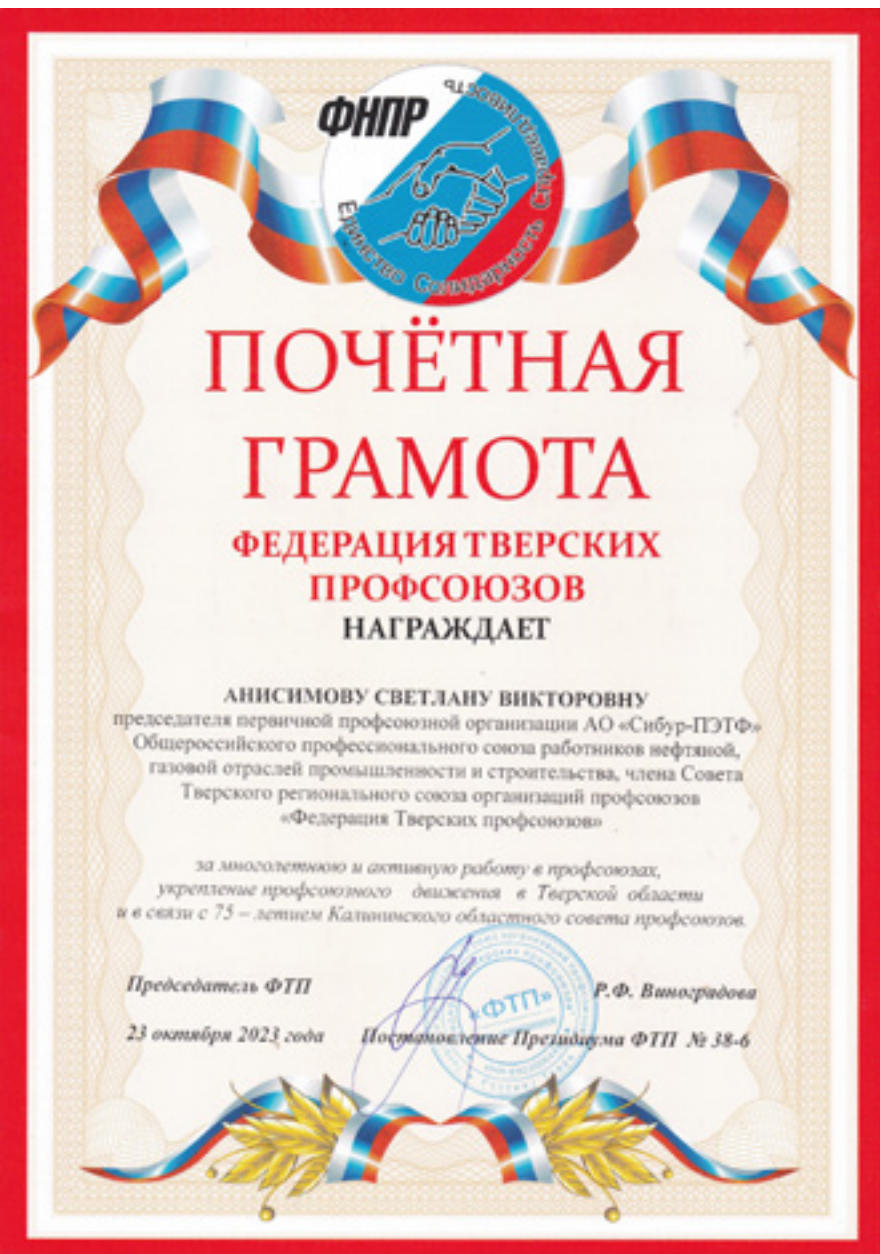 ФНПР
Единство Солидарность Справедливость
ПОЧЁТНАЯ
ГРАМОТА
ФЕДЕРАЦИЯ ТВЕРСКИХ
ПРОФСОЮЗОВ
НАГРАЖДАЕТ
АНИСИМОВУ СВЕТЛАНУ ВИКТОРОВНУ
председателя первичной профсоюзной организации АО «Сибур-ПЭТФ»
Общероссийского профессионального союза работников нефтяной,
газовой отраслей промышленности и строительства, члена Совета
Тверского регионального союза организаций профсоюзов
«Федерация Тверских профсоюзов»
за многолетнюю и активную работу в профсоюзах,
укрепление профсоюзного движения в Тверской области
и в связи с 75 – летием Калининского областного совета профсоюзов.
Председатель ФТП
Р.Ф. Виноградова
«ФТП»
23 октября 2023 года Постановление Президиума ФТП № 38-6